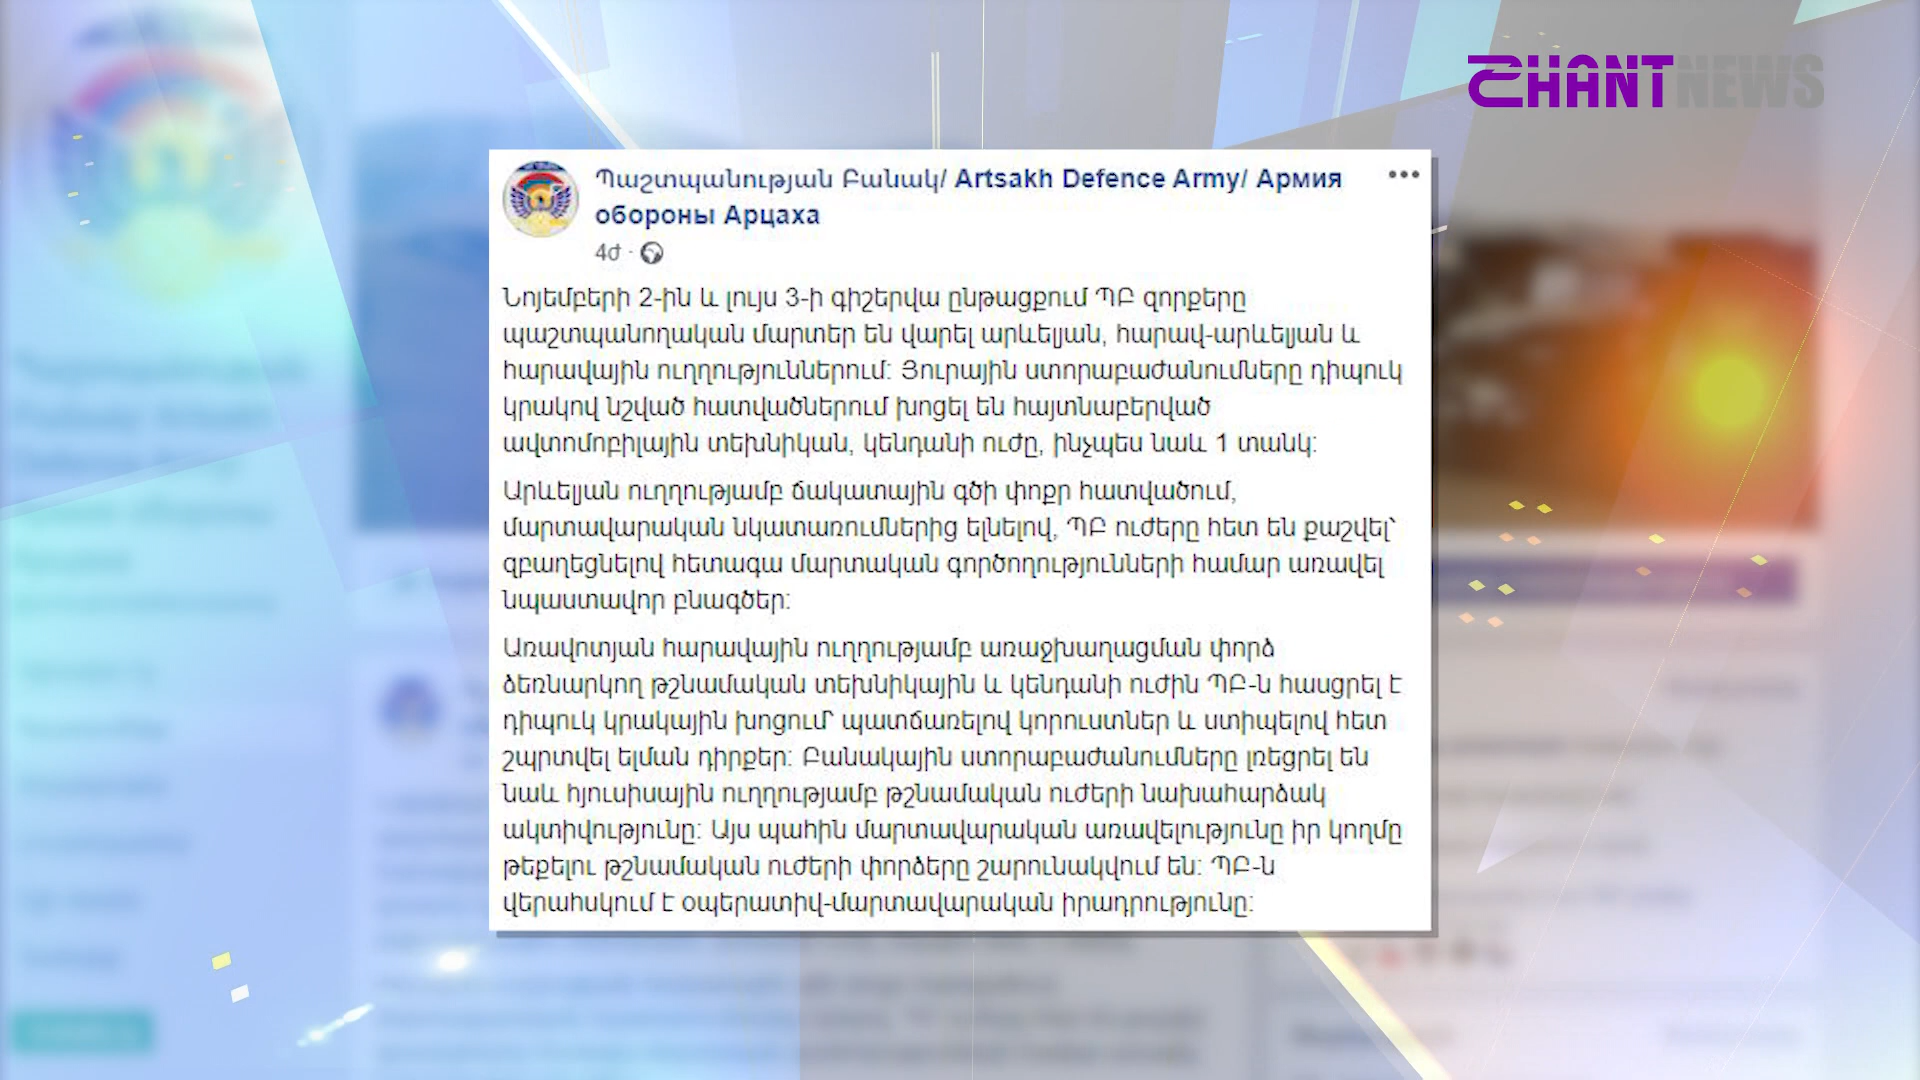 SHANTNEWS
Պաշտպանության Բանակ/ Artsakh Defence Army/ Армия
обороны Арцаха
4ժ ·
Նոյեմբերի 2-ին և լույս 3-ի գիշերվա ընթացքում ՊԲ զորքերը
պաշտպանողական մարտեր են վարել արևելյան, հարավ-արևելյան և
հարավային ուղղություններում: Յուրային ստորաբաժանումները դիպուկ
կրակով նշված հատվածներում խոցել են հայտնաբերված
ավտոմոբիլային տեխնիկան, կենդանի ուժը, ինչպես նաև 1 տանկ:
Արևելյան ուղղությամբ ճակատային գծի փոքր հատվածում,
մարտավարական նկատառումներից ելնելով, ՊԲ ուժերը հետ են քաշվել՝
զբաղեցնելով հետագա մարտական գործողությունների համար առավել
նպաստավոր բնագծեր:
Առավոտյան հարավային ուղղությամբ առաջխաղացման փորձ
ձեռնարկող թշնամական տեխնիկային և կենդանի ուժին ՊԲ-ն հասցրել է
դիպուկ կրակային խոցում՝ պատճառելով կորուստներ և ստիպելով հետ
շպրտվել ելման դիրքեր: Բանակային ստորաբաժանումները լռեցրել են
նաև հյուսիսային ուղղությամբ թշնամական ուժերի նախահարձակ
ակտիվությունը: Այս պահին մարտավարական առավելությունը իր կողմը
թեքելու թշնամական ուժերի փորձերը շարունակվում են: ՊԲ-ն
վերահսկում է օպերատիվ-մարտավարական իրադրությունը: